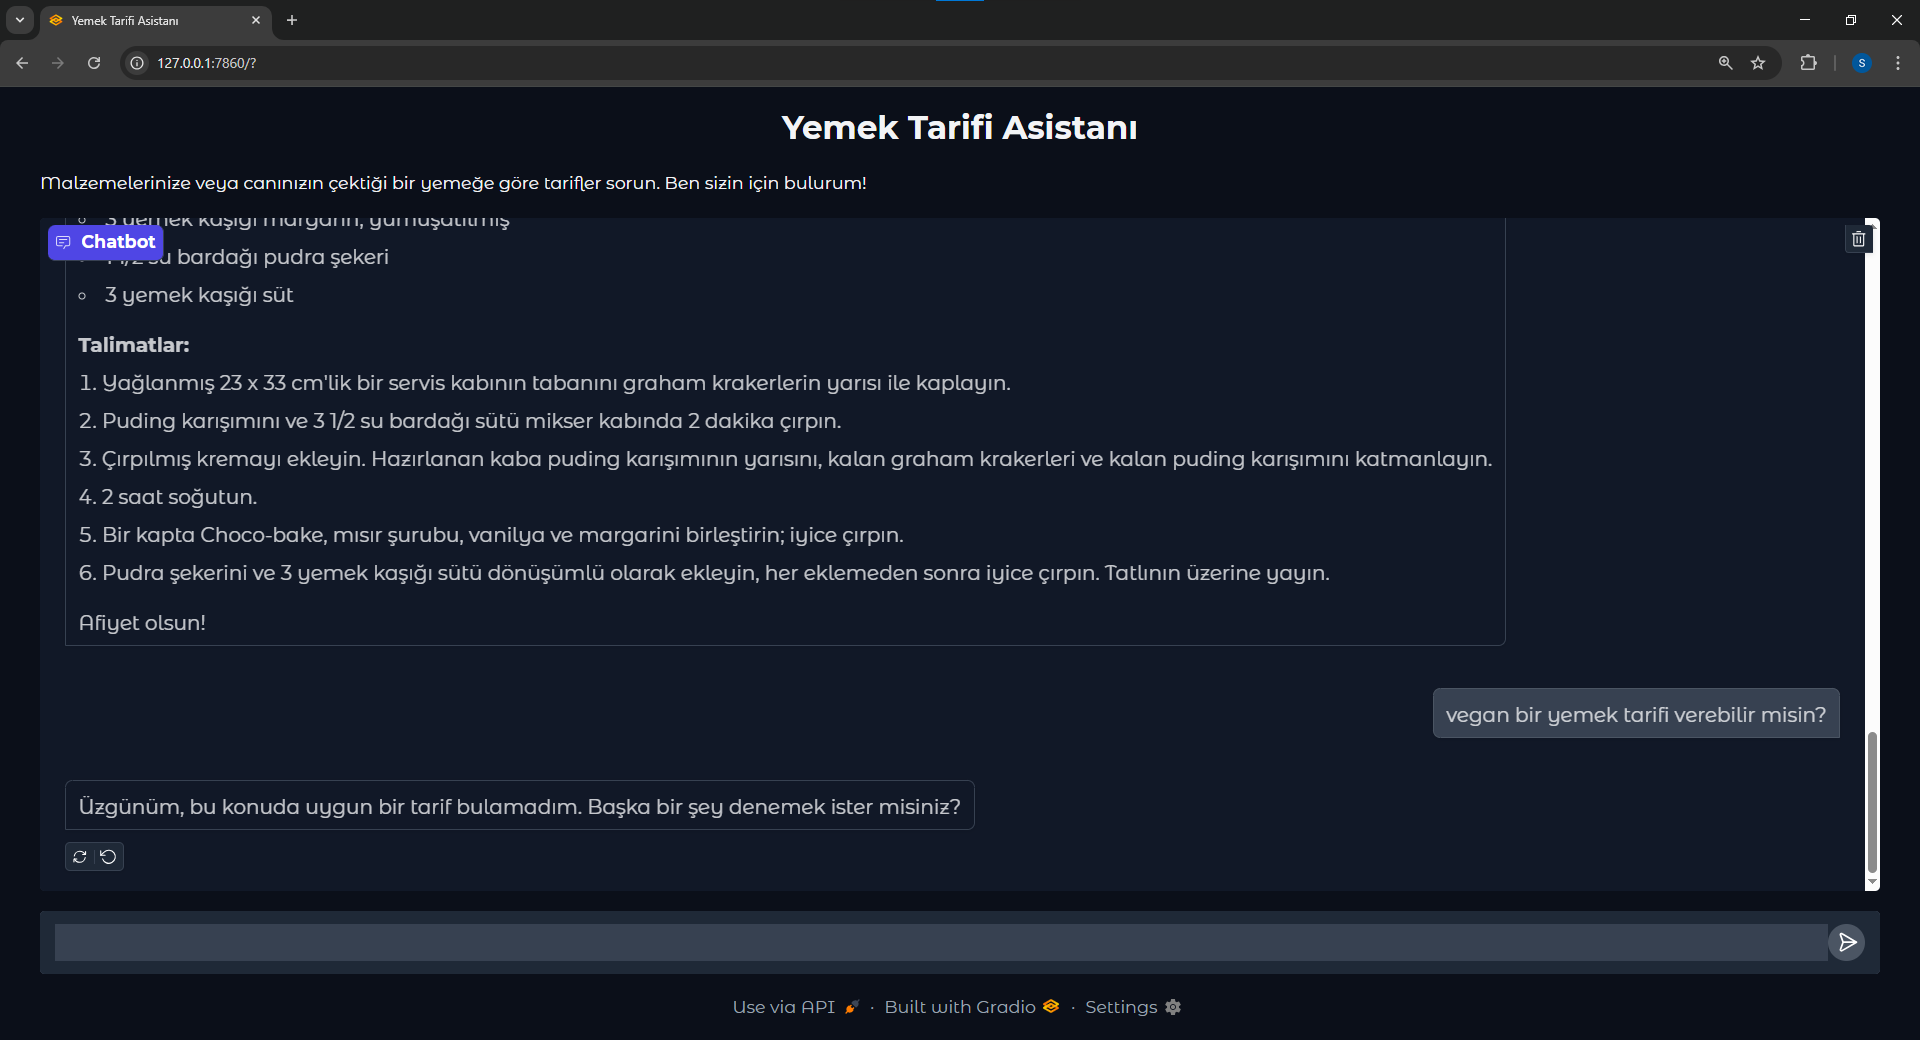 Yemek Tarifi Asistanı
127.0.0.1:7860/?
S
Yemek Tarifi Asistanı
Malzemelerinize veya canınızın çektiği bir yemeğe göre tarifler sorun. Ben sizin için bulurum!
Chatbot
3 yemek kaşığı margarin, yumuşatılmış
1 1/2 su bardağı pudra şekeri
3 yemek kaşığı süt
Talimatlar:
1. Yağlanmış 23 x 33 cm'lik bir servis kabının tabanını graham krakerlerin yarısı ile kaplayın.
2. Puding karışımını ve 3 1/2 su bardağı sütü mikser kabında 2 dakika çırpın.
3. Çırpılmış kremayı ekleyin. Hazırlanan kaba puding karışımının yarısını, kalan graham krakerleri ve kalan puding karışımını katmanlayın.
4. 2 saat soğutun.
5. Bir kapta Choco-bake, mısır şurubu, vanilya ve margarini birleştirin; iyice çırpın.
6. Pudra şekerini ve 3 yemek kaşığı sütü dönüşümlü olarak ekleyin, her eklemeden sonra iyice çırpın. Tatlının üzerine yayın.
Afiyet olsun!
vegan bir yemek tarifi verebilir misin?
Üzgünüm, bu konuda uygun bir tarif bulamadım. Başka bir şey denemek ister misiniz?
Use via API · Built with Gradio · Settings